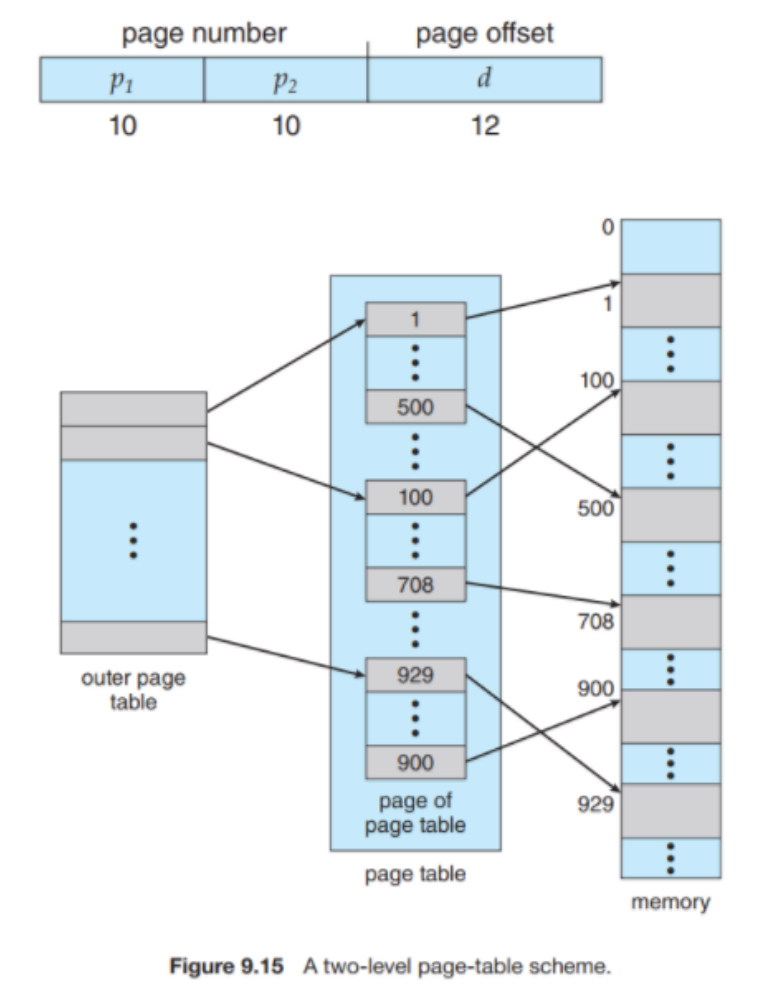 page number
page offset
p1
p2
d
10
10
12
0
1
100
500
708
900
929
1
500
100
708
929
900
outer page
table
page of
page table
page table
memory
Figure 9.15 A two-level page-table scheme.